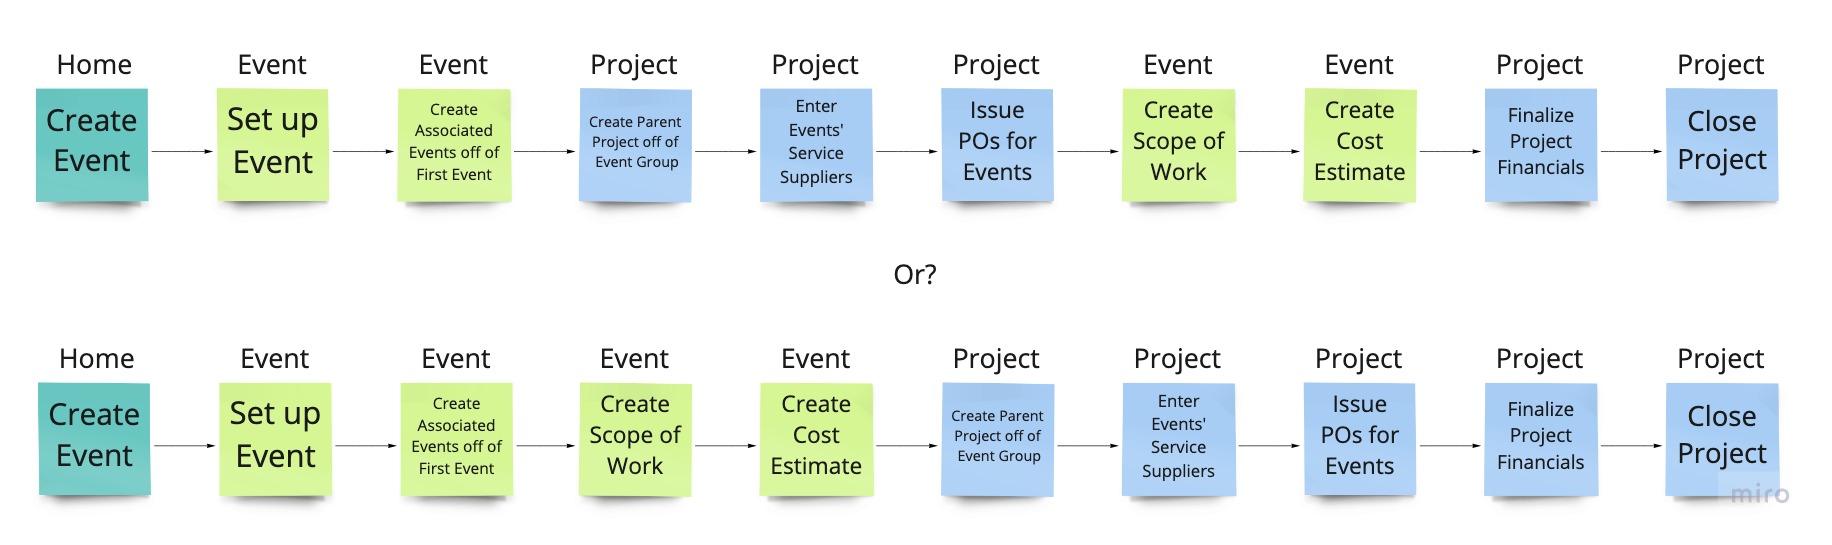 Home Event Event Project Project Project Event Event Project Project
Create
Event
Set up
Event
Create
Associated
Events off of
First Event
Create Parent
Project off of
Event Group
Enter
Events'
Service
Suppliers
Issue
POs for
Events
Create
Scope of
Work
Create
Cost
Estimate
Finalize
Project
Financials
Close
Project
Or?
Home Event Event Event Event Project Project Project Project Project
Create
Event
Set up
Event
Create
Associated
Events off of
First Event
Create
Scope of
Work
Create
Cost
Estimate
Create Parent
Project off of
Event Group
Enter
Events'
Service
Suppliers
Issue
POs for
Events
Finalize
Project
Financials
Close
Project
miro